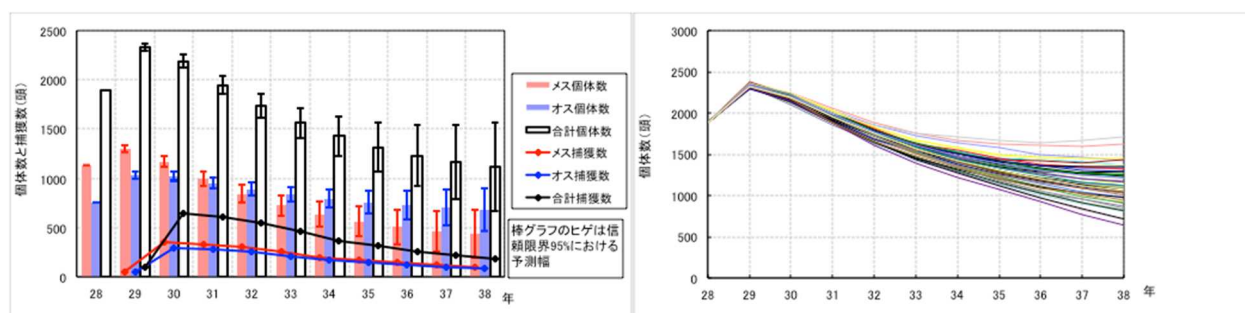 個体数と捕獲数(頭)
2500
2000
1500
1000
500
0
28 29 30 31 32 33 34 35 36 37 38 年
メス個体数
オス個体数
合計個体数
メス捕獲数
オス捕獲数
合計捕獲数
棒グラフのヒゲは信
頼限界95%における
予測幅
個体数(頭)
3000
2500
2000
1500
1000
500
0
28 29 30 31 32 33 34 35 36 37 38 年